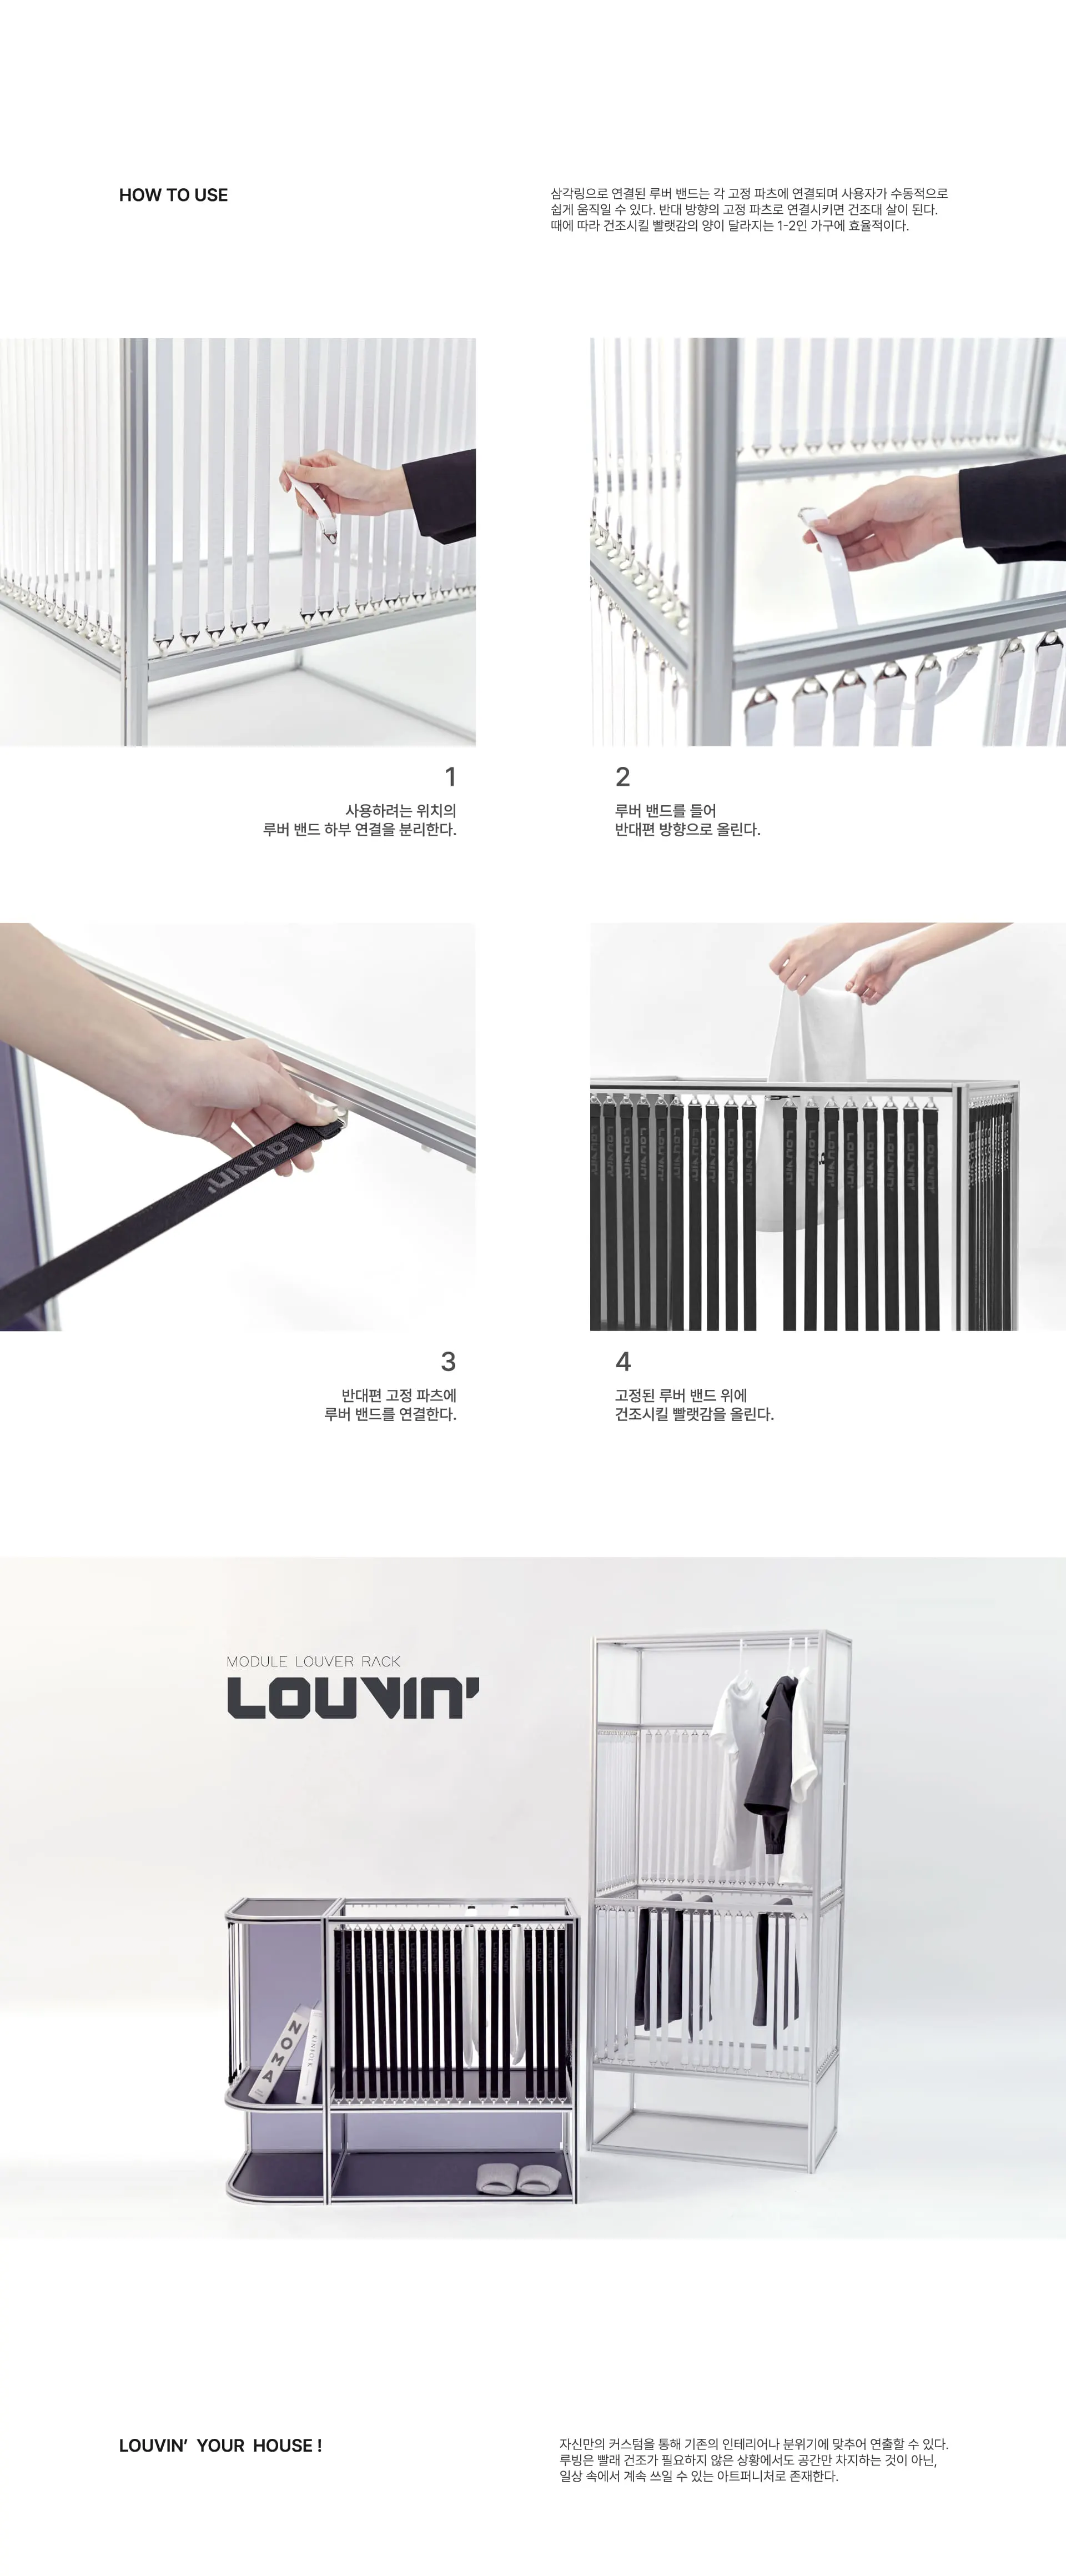 HOW TO USE
삼각링으로 연결된 루버 밴드는 각 고정 파츠에 연결되며 사용자가 수동적으로
쉽게 움직일 수 있다. 반대 방향의 고정 파츠로 연결시키면 건조대 살이 된다.
때에 따라 건조시킬 빨랫감의 양이 달라지는 1-2인 가구에 효율적이다.
1
사용하려는 위치의
루버 밴드 하부 연결을 분리한다.
2
루버 밴드를 들어
반대편 방향으로 올린다.
LOUVIN'
3
반대편 고정 파츠에
루버 밴드를 연결한다.
4
고정된 루버 밴드 위에
건조시킬 빨랫감을 올린다.
MODULE LOUVER RACK
LOUVIN'
NOMA
KINFOLK
LOUVIN' YOUR HOUSE !
자신만의 커스텀을 통해 기존의 인테리어나 분위기에 맞추어 연출할 수 있다.
루빙은 빨래 건조가 필요하지 않은 상황에서도 공간만 차지하는 것이 아닌,
일상 속에서 계속 쓰일 수 있는 아트퍼니처로 존재한다.